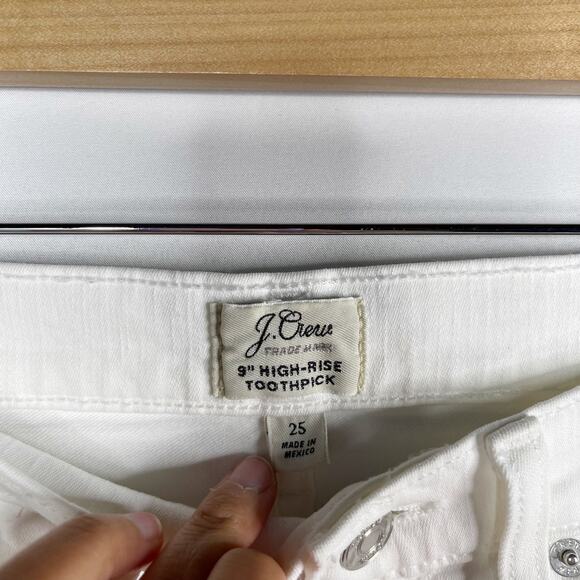 J.Crew
TRADE MARK
9" HIGH-RISE
TOOTHPICK
25
MADE IN
MEXICO